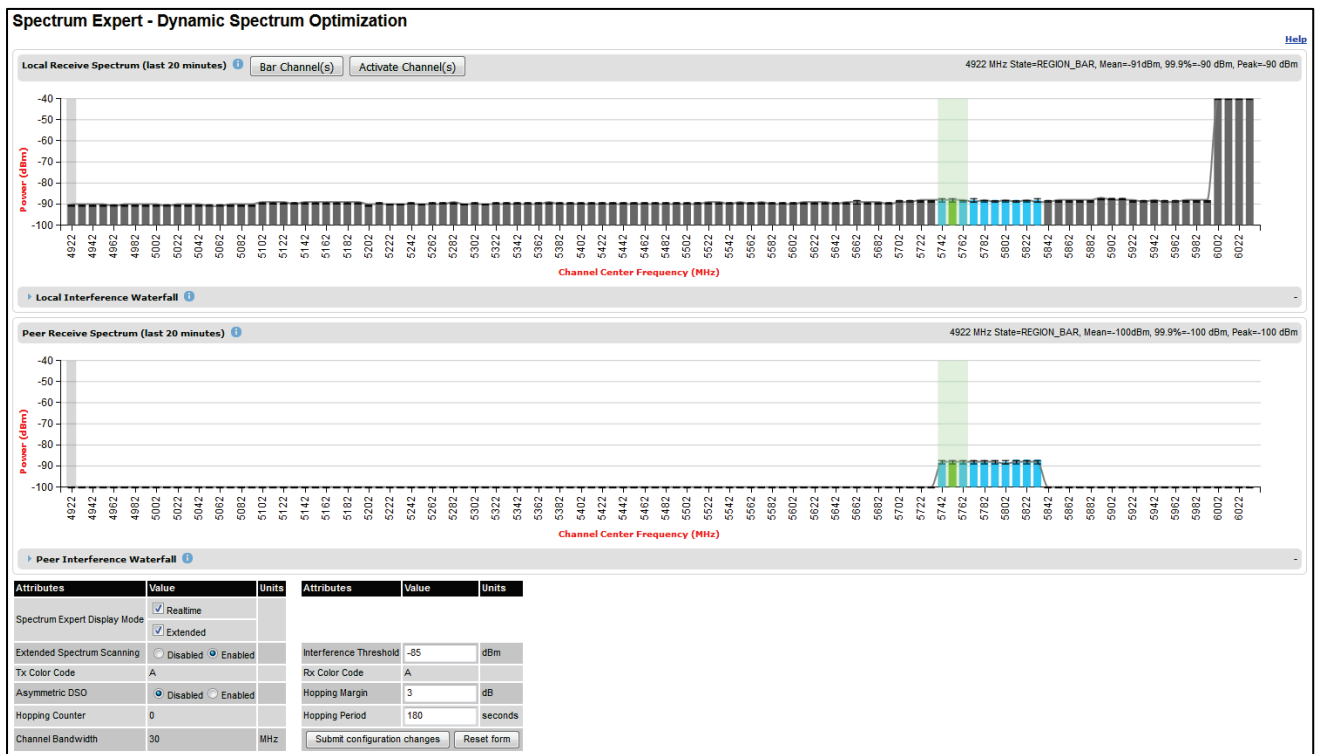 Spectrum Expert - Dynamic Spectrum Optimization
Help
Local Receive Spectrum (last 20 minutes) i Bar Channel(s) Activate Channel(s) 4922 MHz State=REGION_BAR, Mean=-91dBm, 99.9%=-90 dBm, Peak=-90 dBm
-40
-50
-60
-70
-80
-90
-100
Power (dBm)
4922 4942 4962 4982 5002 5022 5042 5062 5082 5102 5122 5142 5162 5182 5202 5222 5242 5262 5282 5302 5322 5342 5362 5382 5402 5422 5442 5462 5482 5502 5522 5542 5562 5582 5602 5622 5642 5662 5682 5702 5722 5742 5762 5782 5802 5822 5842 5862 5882 5902 5922 5942 5962 5982 6002 6022
Channel Center Frequency (MHz)
Local Interference Waterfall i -
Peer Receive Spectrum (last 20 minutes) i 4922 MHz State=REGION_BAR, Mean=-100dBm, 99.9%=-100 dBm, Peak=-100 dBm
-40
-50
-60
-70
-80
-90
-100
Power (dBm)
4922 4942 4962 4982 5002 5022 5042 5062 5082 5102 5122 5142 5162 5182 5202 5222 5242 5262 5282 5302 5322 5342 5362 5382 5402 5422 5442 5462 5482 5502 5522 5542 5562 5582 5602 5622 5642 5662 5682 5702 5722 5742 5762 5782 5802 5822 5842 5862 5882 5902 5922 5942 5962 5982 6002 6022
Channel Center Frequency (MHz)
Peer Interference Waterfall i -
Attributes Value Units Attributes Value Units
Spectrum Expert Display Mode Realtime
Extended
Extended Spectrum Scanning Disabled Enabled Interference Threshold -85 dBm
Tx Color Code A Rx Color Code A
Asymmetric DSO Disabled Enabled Hopping Margin 3 dB
Hopping Counter 0 Hopping Period 180 seconds
Channel Bandwidth 30 MHz Submit configuration changes Reset form